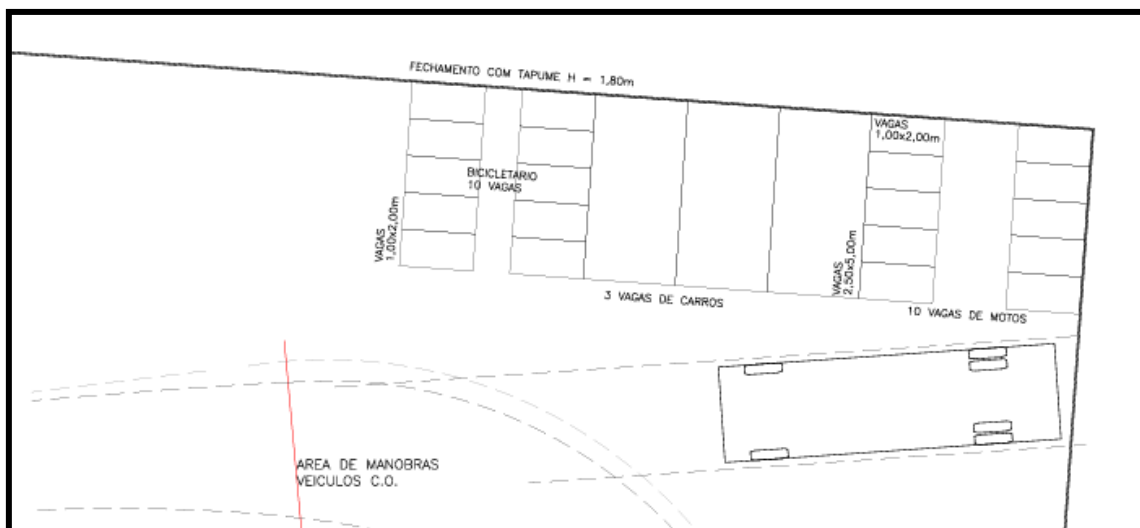 FECHAMENTO COM TAPUME H = 1,80m
VAGAS
1,00x2,00m
BICICLETARIO
10 VAGAS
VAGAS
1,00x2,00m
VAGAS
2,50x5,00m
3 VAGAS DE CARROS
10 VAGAS DE MOTOS
AREA DE MANOBRAS
VEICULOS C.O.